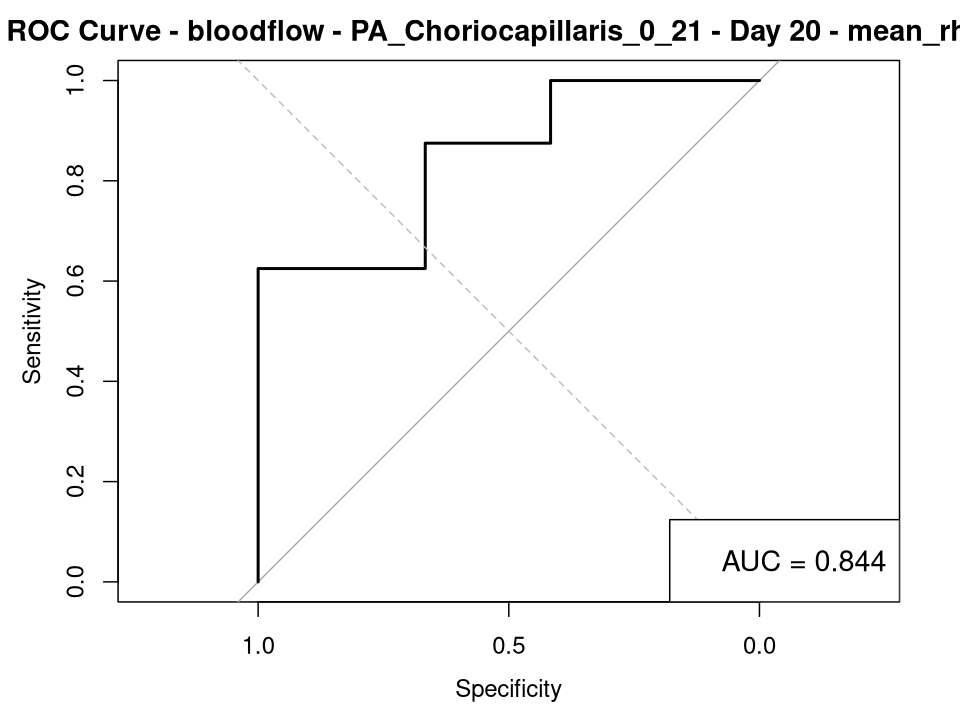 ROC Curve - bloodflow - PA_Choriocapillaris_0_21 - Day 20 - mean_rh
1.0
0.8
0.6
0.4
0.2
0.0
Sensitivity
AUC = 0.844
1.0 0.5 0.0
Specificity